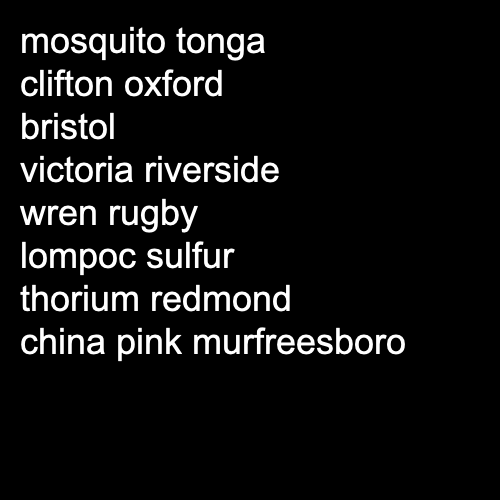 mosquito tonga
clifton oxford
bristol
victoria riverside
wren rugby
lompoc sulfur
thorium redmond
china pink murfreesboro